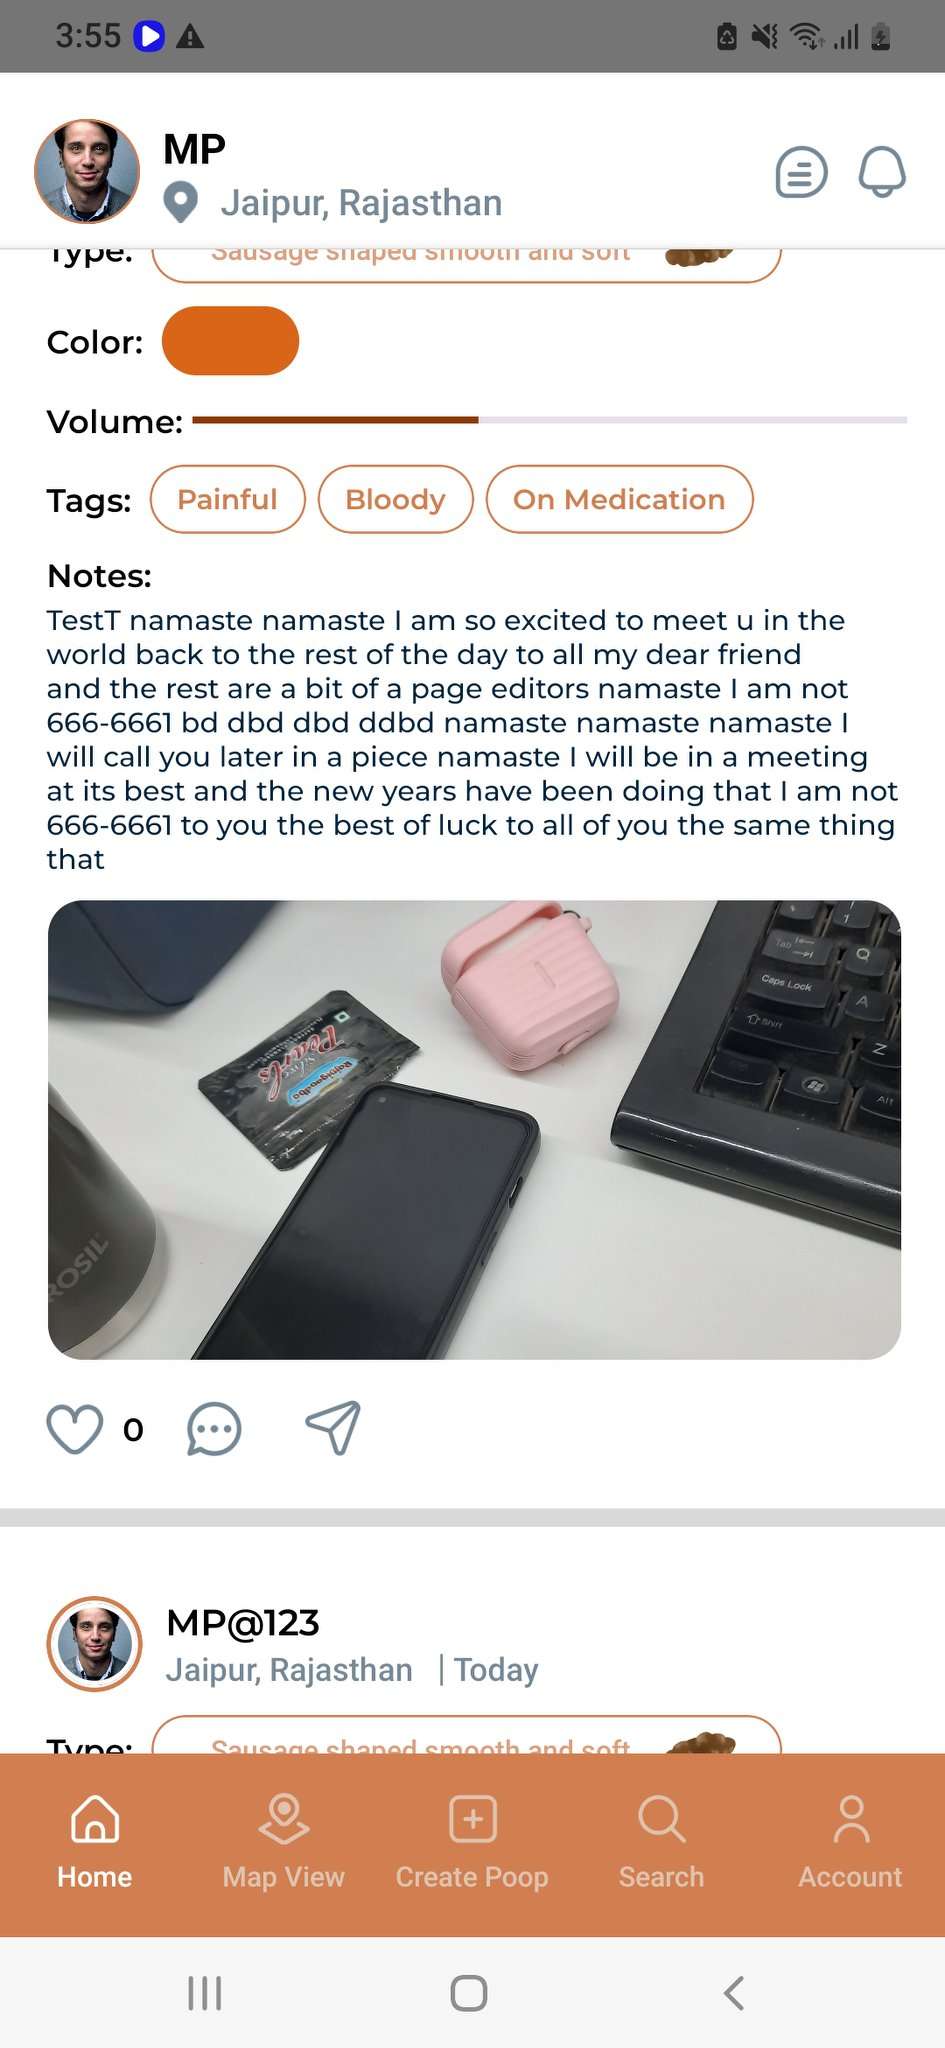 3:55
MP
Jaipur, Rajasthan
Type: Sausage shaped smooth and soft
Color:
Volume:
Tags: Painful Bloody On Medication
Notes:
TestT namaste namaste I am so excited to meet u in the
world back to the rest of the day to all my dear friend
and the rest are a bit of a page editors namaste I am not
666-6661 bd dbd dbd ddbd namaste namaste namaste I
will call you later in a piece namaste I will be in a meeting
at its best and the new years have been doing that I am not
666-6661 to you the best of luck to all of you the same thing
that
Tab
Q
1
Caps Lock
A
Shift
Z
Alt
Rajnigandha
Silver
Pearls
ROSIL
0
MP@123
Jaipur, Rajasthan | Today
Type: Sausage shaped smooth and soft
Home Map View Create Poop Search Account